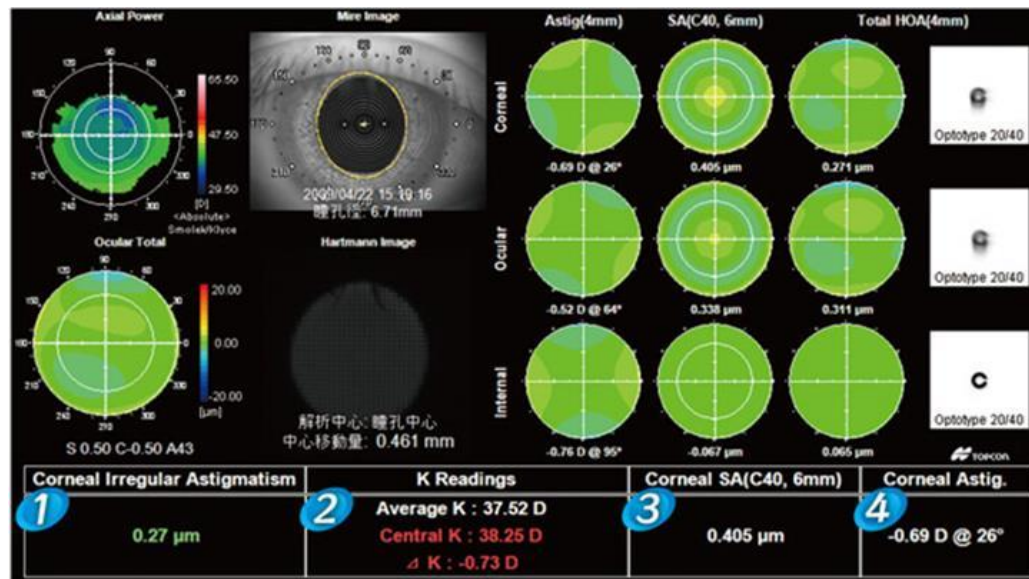 Axial Power
Mire Image
Astig(4mm)
SA(C40, 6mm)
Total HOA(4mm)
65.50
47.50
29.50
[D]
<Absolute>
Smolek/Klyce
2009/04/22 15:19:16
瞳孔径: 6.71mm
Corneal
-0.69 D @ 26°
0.405 µm
0.271 µm
Optotype 20/40
Ocular Total
Hartmann Image
20.00
0.00
-20.00
[µm]
S 0.50 C-0.50 A43
解析中心: 瞳孔中心
中心移動量: 0.461 mm
Ocular
-0.52 D @ 64°
0.338 µm
0.311 µm
Optotype 20/40
Internal
-0.76 D @ 95°
-0.067 µm
0.065 µm
Optotype 20/40
TOPCON
Corneal Irregular Astigmatism
K Readings
Corneal SA(C40, 6mm)
Corneal Astig.
1
0.27 µm
2
Average K : 37.52 D
Central K : 38.25 D
⊿ K : -0.73 D
3
0.405 µm
4
-0.69 D @ 26°